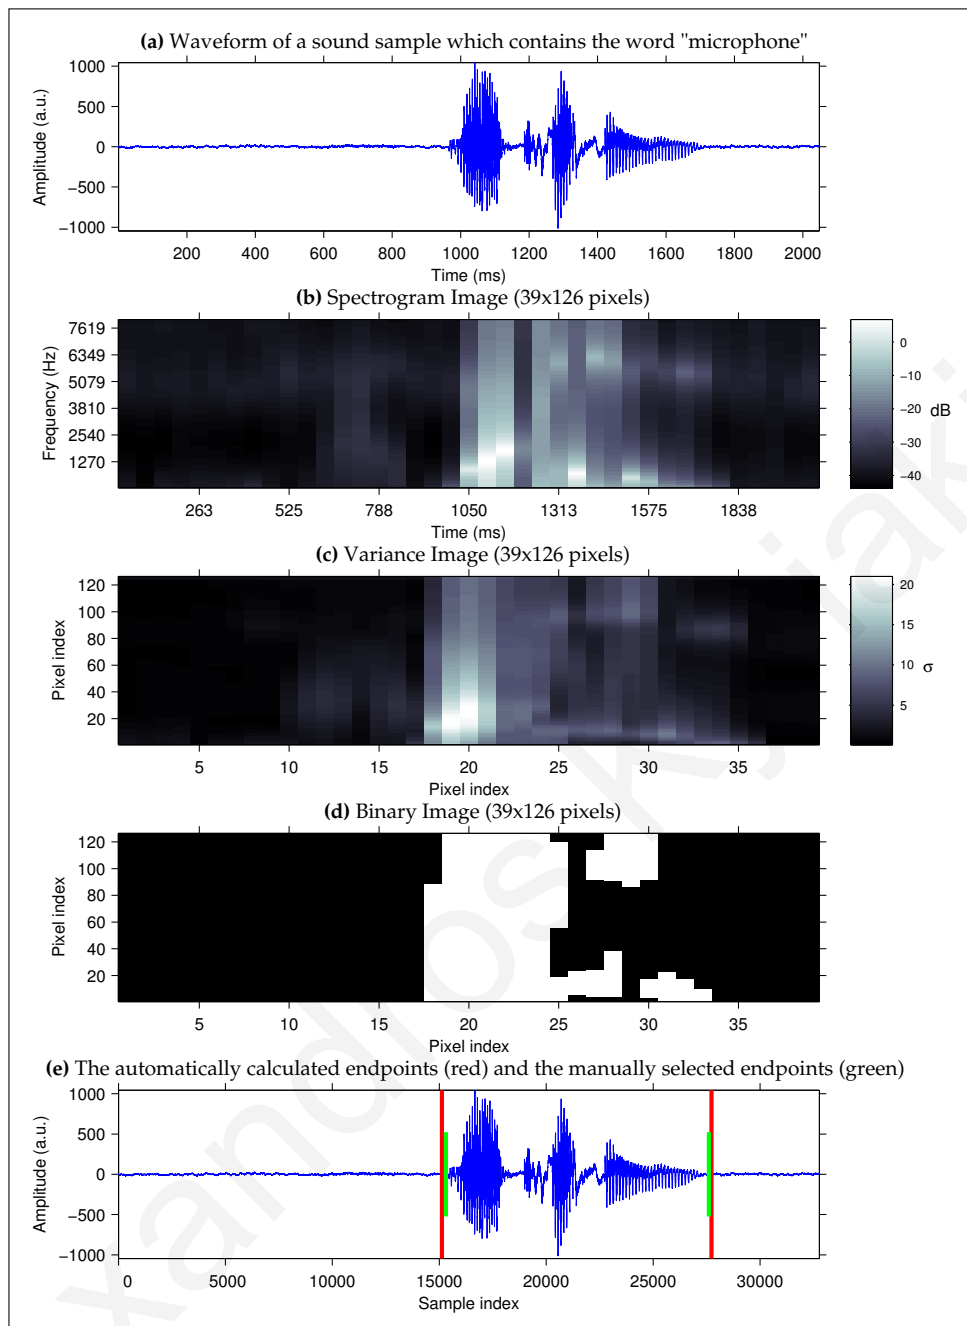 (a) Waveform of a sound sample which contains the word "microphone"
1000
500
0
−500
−1000
Amplitude (a.u.)
200 400 600 800 1000 1200 1400 1600 1800 2000
Time (ms)
(b) Spectrogram Image (39x126 pixels)
7619
6349
5079
3810
2540
1270
Frequency (Hz)
0
−10
−20
−30
−40
dB
263 525 788 1050 1313 1575 1838
Time (ms)
(c) Variance Image (39x126 pixels)
120
100
80
60
40
20
Pixel index
20
15
10
5
σ
5 10 15 20 25 30 35
Pixel index
(d) Binary Image (39x126 pixels)
120
100
80
60
40
20
Pixel index
5 10 15 20 25 30 35
Pixel index
(e) The automatically calculated endpoints (red) and the manually selected endpoints (green)
1000
500
0
−500
−1000
Amplitude (a.u.)
0 5000 10000 15000 20000 25000 30000
Sample index